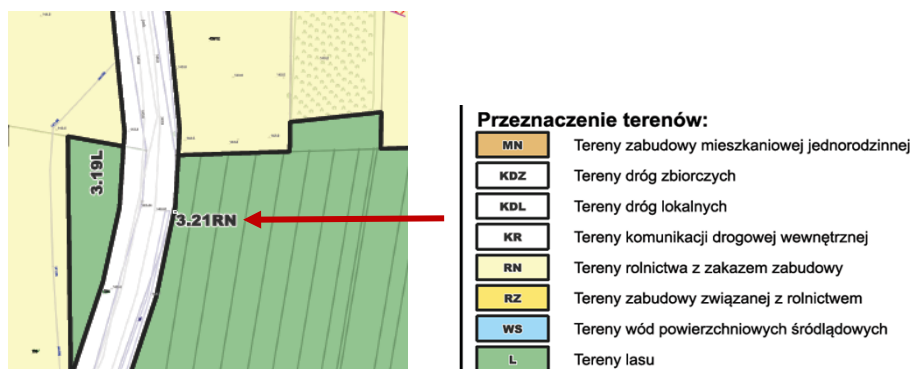 3.19L
3.21RN
Przeznaczenie terenów:
MN Tereny zabudowy mieszkaniowej jednorodzinnej
KDZ Tereny dróg zbiorczych
KDL Tereny dróg lokalnych
KR Tereny komunikacji drogowej wewnętrznej
RN Tereny rolnictwa z zakazem zabudowy
RZ Tereny zabudowy związanej z rolnictwem
WS Tereny wód powierzchniowych śródlądowych
L Tereny lasu